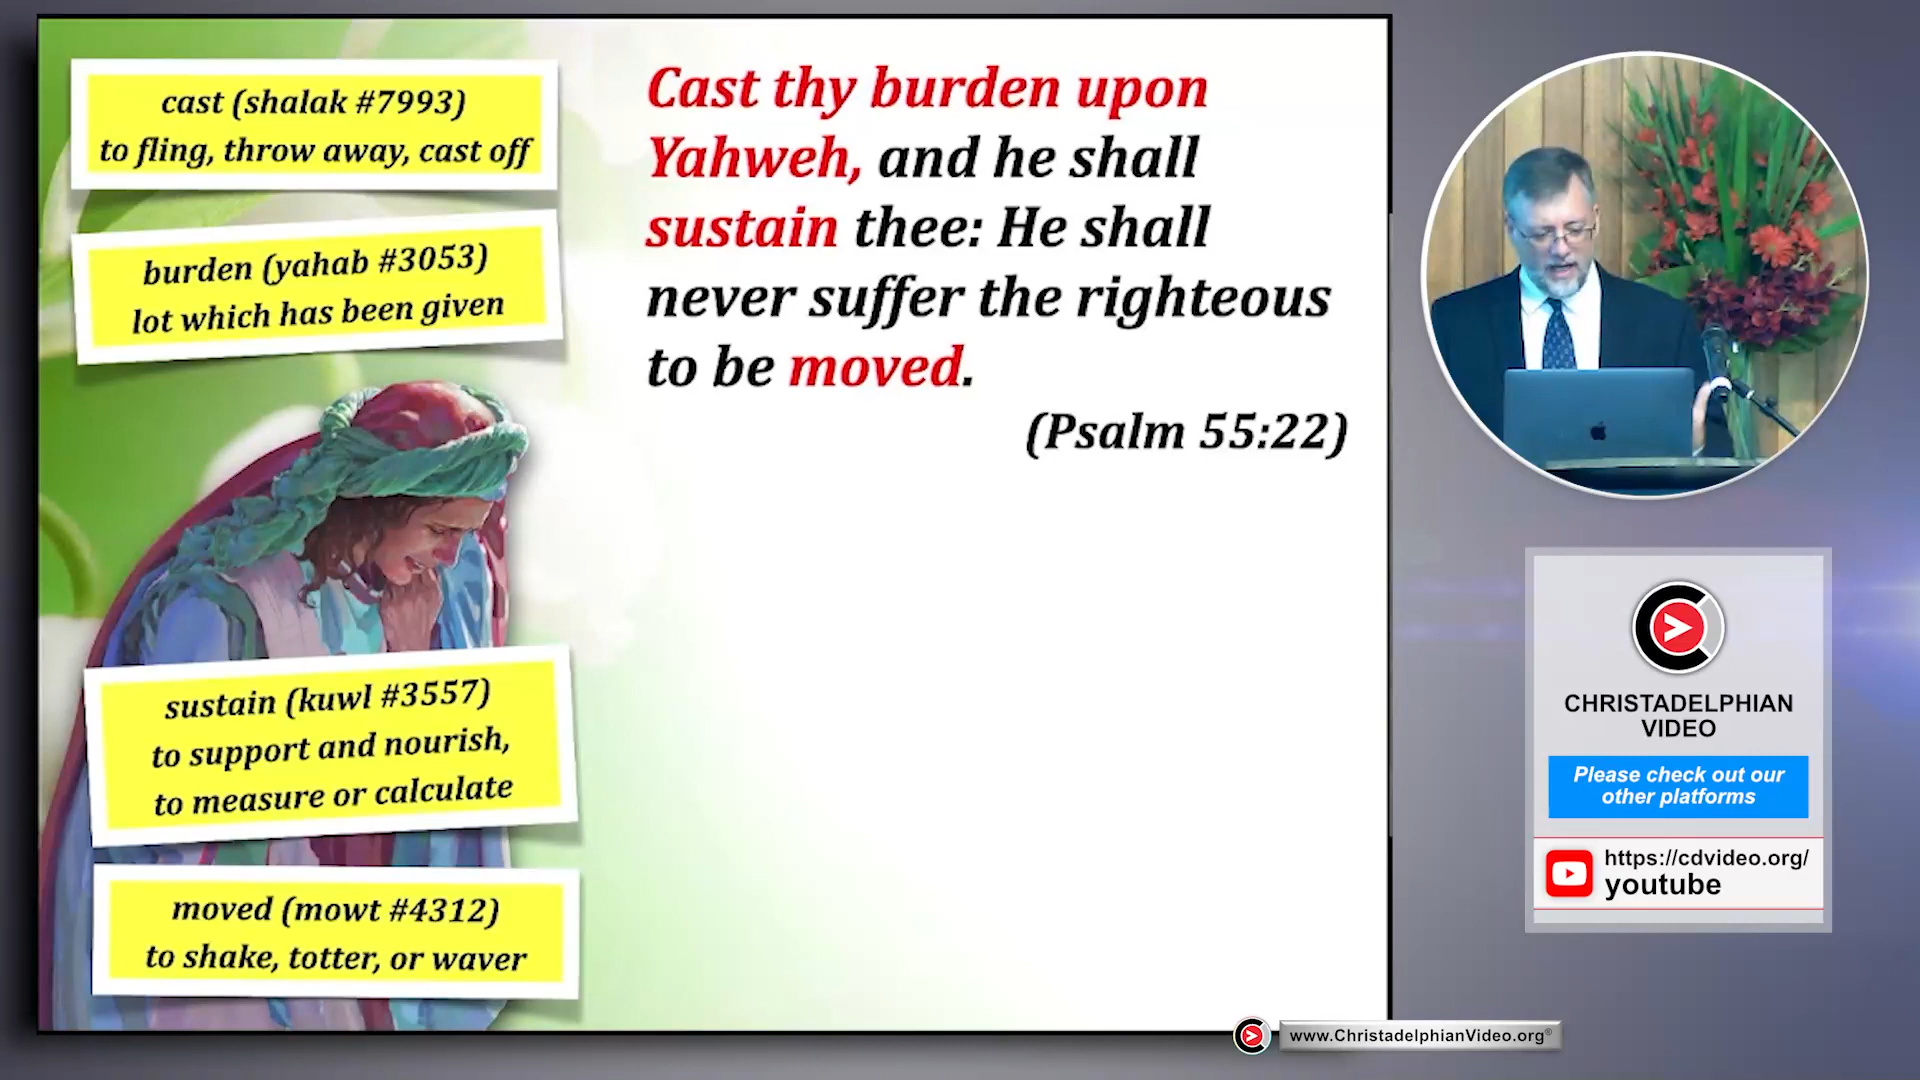 cast (shalak #7993)
to fling, throw away, cast off
burden (yahab #3053)
lot which has been given
sustain (kuwl #3557)
to support and nourish,
to measure or calculate
moved (mowt #4312)
to shake, totter, or waver
Cast thy burden upon
Yahweh, and he shall
sustain thee: He shall
never suffer the righteous
to be moved.
(Psalm 55:22)
CHRISTADELPHIAN
VIDEO
Please check out our
other platforms
https://cdvideo.org/
youtube
www.ChristadelphianVideo.org®